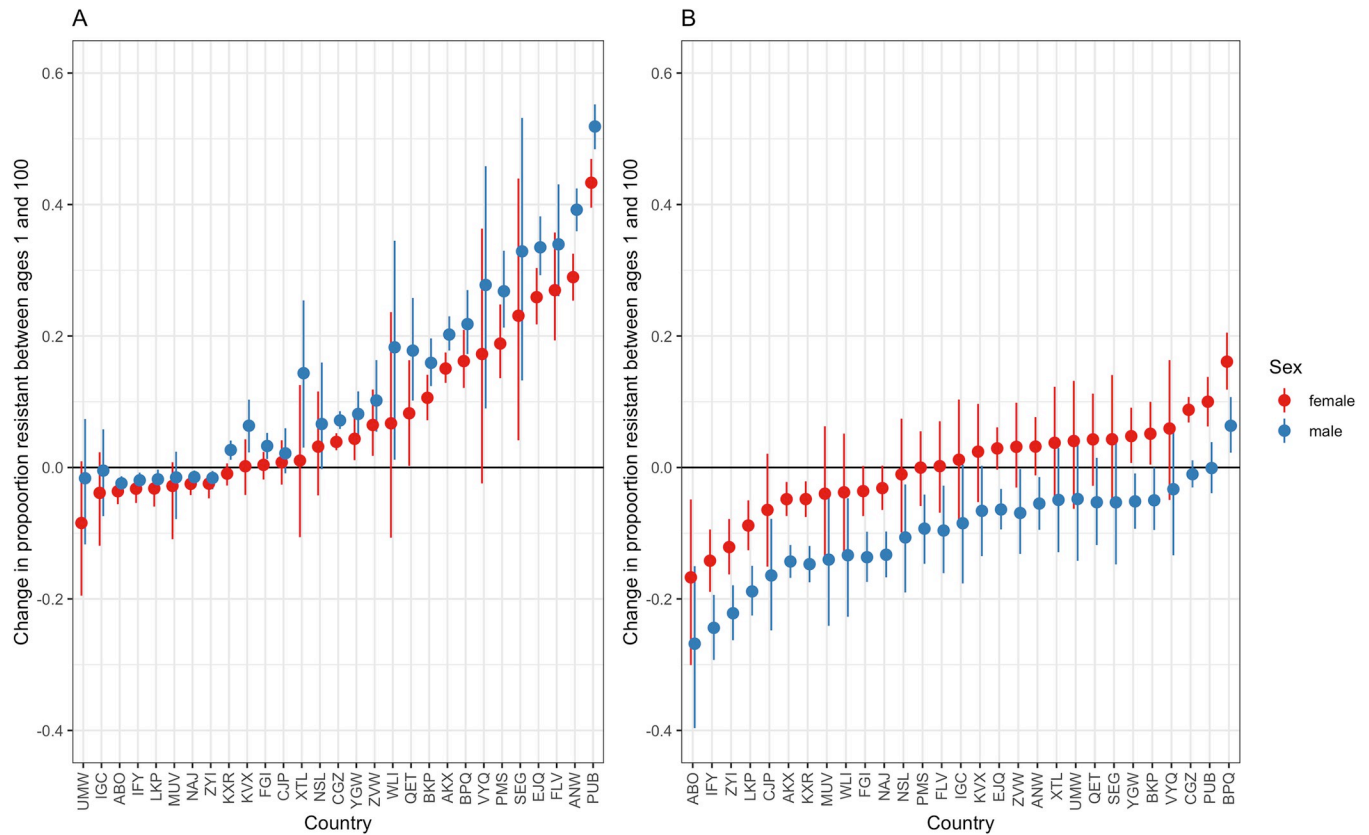 A
B
Change in proportion resistant between ages 1 and 100
0.6
0.4
0.2
0.0
-0.2
-0.4
UMW IGC ABO IFY LKP MUV NAJ ZYI KXR KVX FGI CJP XTL NSL CGZ YGW ZVW WLI QET BKP AKX BPQ VYQ PMS SEG EJQ FLV ANW PUB
Country
Change in proportion resistant between ages 1 and 100
0.6
0.4
0.2
0.0
-0.2
-0.4
ABO IFY ZYI LKP CJP AKX KXR MUV WLI FGI NAJ NSL PMS FLV IGC KVX EJQ ZVW ANW XTL UMW QET SEG YGW BKP VYQ CGZ PUB BPQ
Country
Sex
female
male